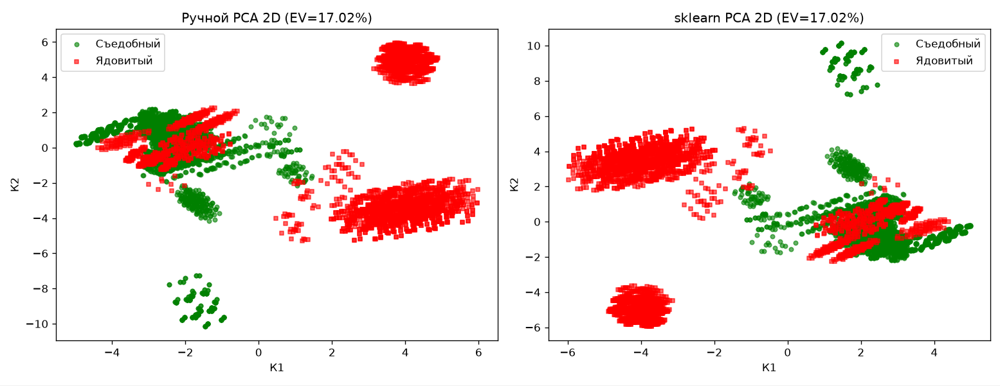 Ручной PCA 2D (EV=17.02%)
Съедобный
Ядовитый
6
4
2
0
−2
−4
−6
−8
−10
K2
−4 −2 0 2 4 6
K1
sklearn PCA 2D (EV=17.02%)
Съедобный
Ядовитый
10
8
6
4
2
0
−2
−4
−6
K2
−6 −4 −2 0 2 4
K1